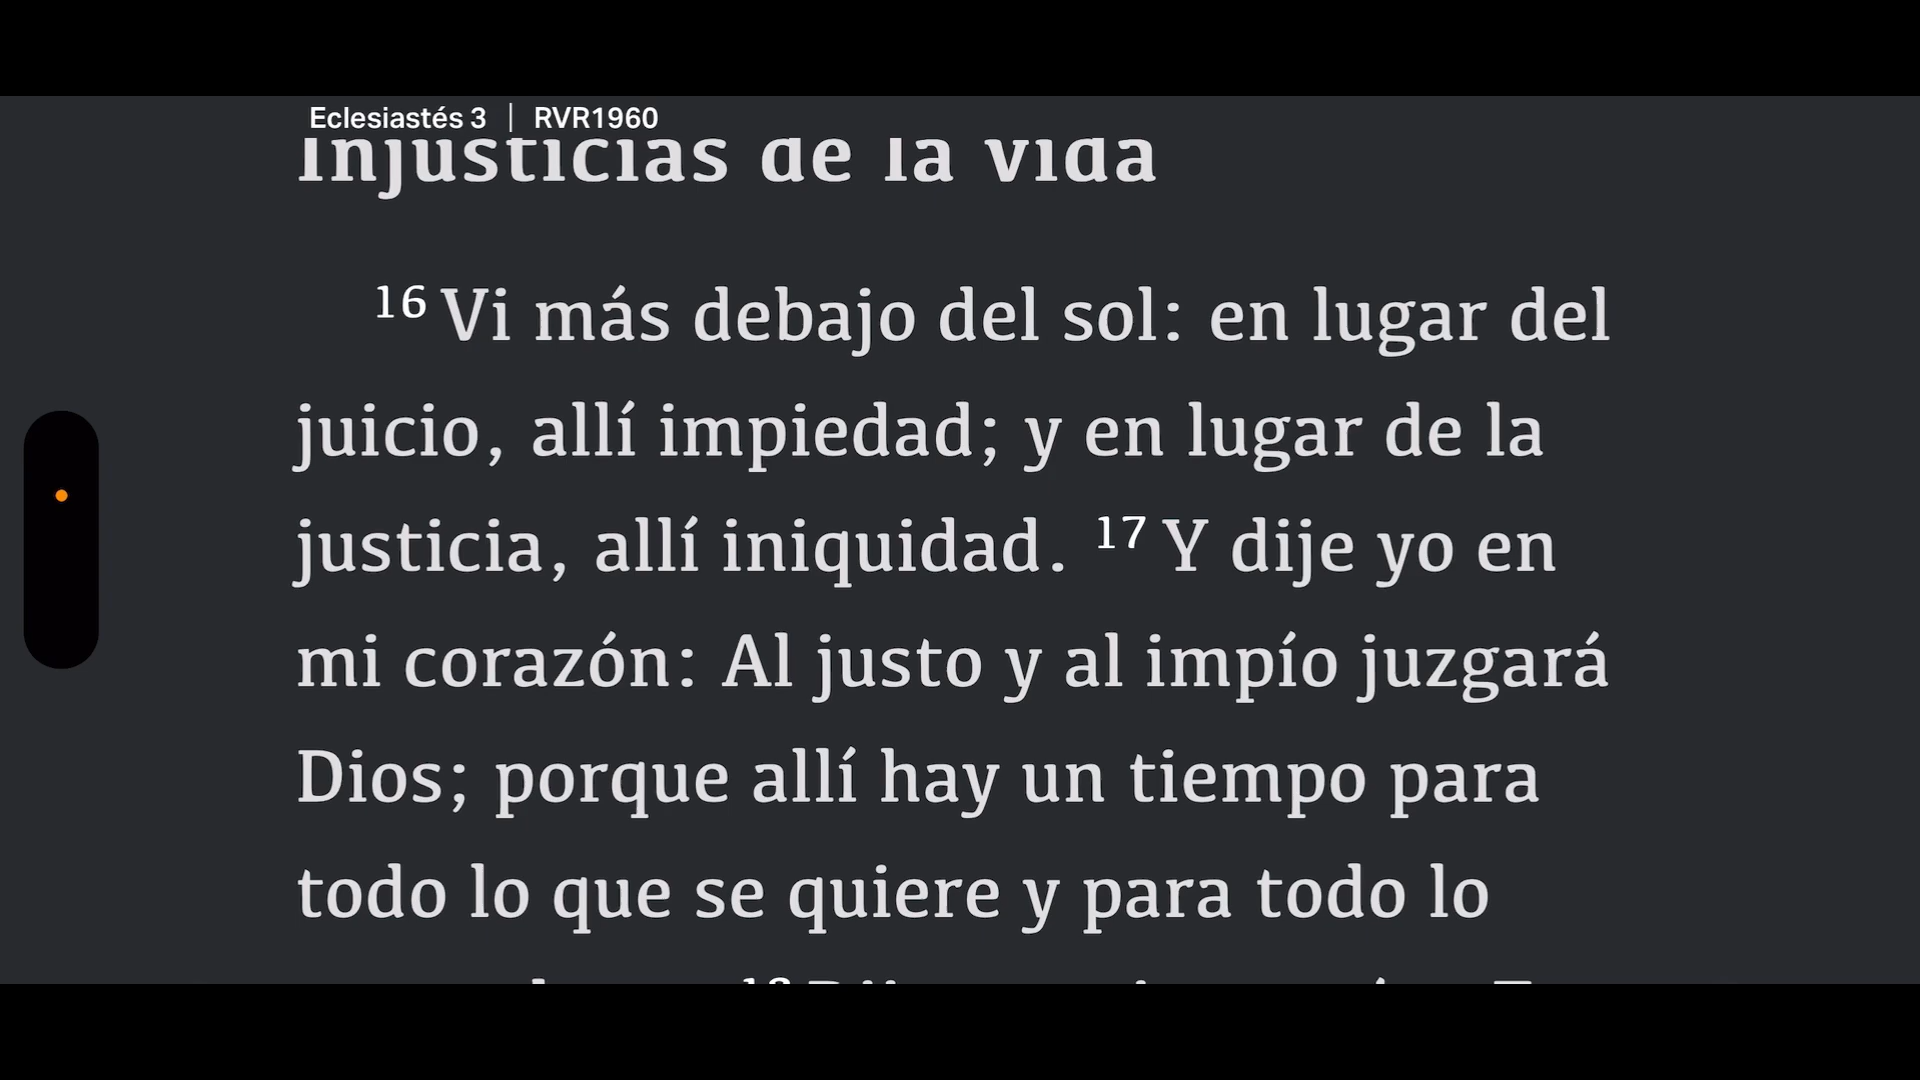 Eclesiastés 3 | RVR1960
Injusticias de la vida
16 Vi más debajo del sol: en lugar del
juicio, allí impiedad; y en lugar de la
justicia, allí iniquidad. 17 Y dije yo en
mi corazón: Al justo y al impío juzgará
Dios; porque allí hay un tiempo para
todo lo que se quiere y para todo lo